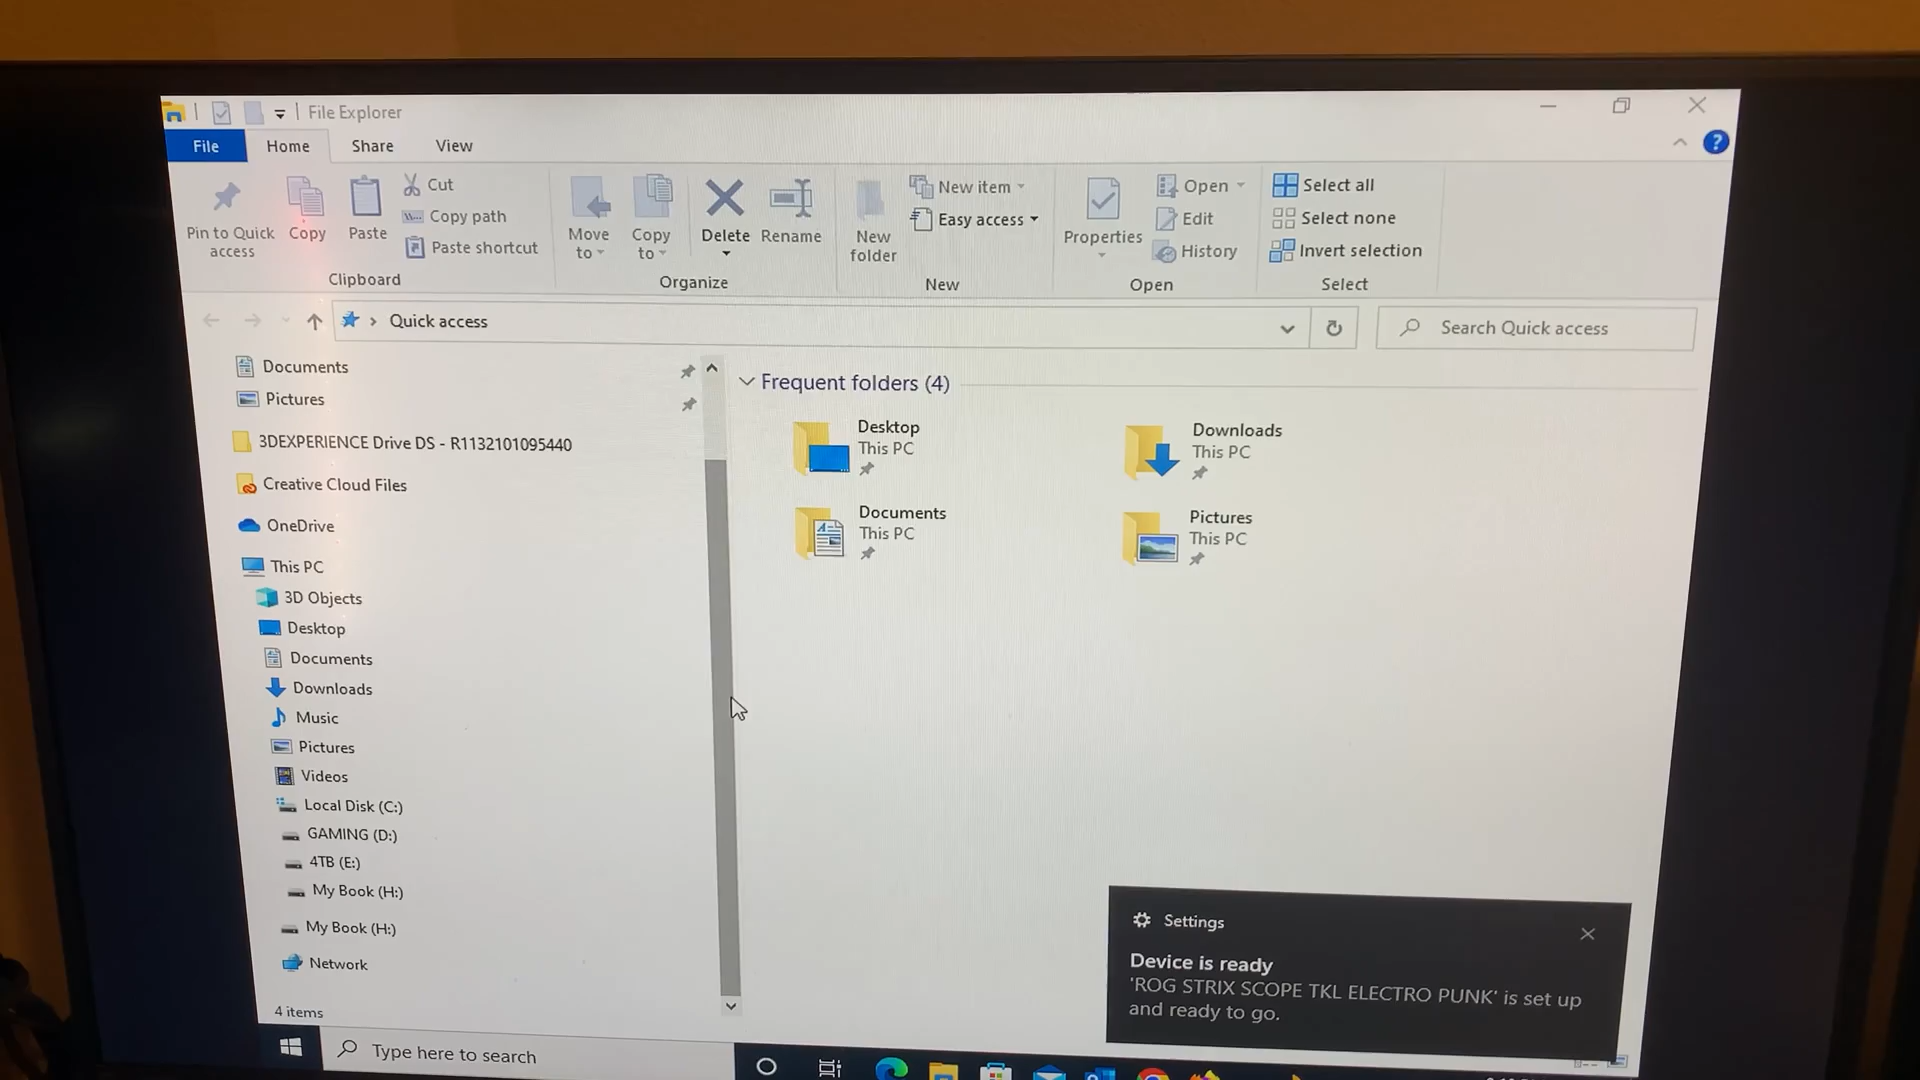 File Explorer
File Home Share View
Pin to Quick access
Copy
Paste
Cut
Copy path
Paste shortcut
Clipboard
Move to
Copy to
Delete
Rename
Organize
New folder
New item
Easy access
New
Properties
Open
Edit
History
Open
Select all
Select none
Invert selection
Select
Quick access
Search Quick access
Documents
Pictures
3DEXPERIENCE Drive DS - R1132101095440
Creative Cloud Files
OneDrive
This PC
3D Objects
Desktop
Documents
Downloads
Music
Pictures
Videos
Local Disk (C:)
GAMING (D:)
4TB (E:)
My Book (H:)
My Book (H:)
Network
4 items
Frequent folders (4)
Desktop
This PC
Downloads
This PC
Documents
This PC
Pictures
This PC
Settings
Device is ready
'ROG STRIX SCOPE TKL ELECTRO PUNK' is set up
and ready to go.
Type here to search